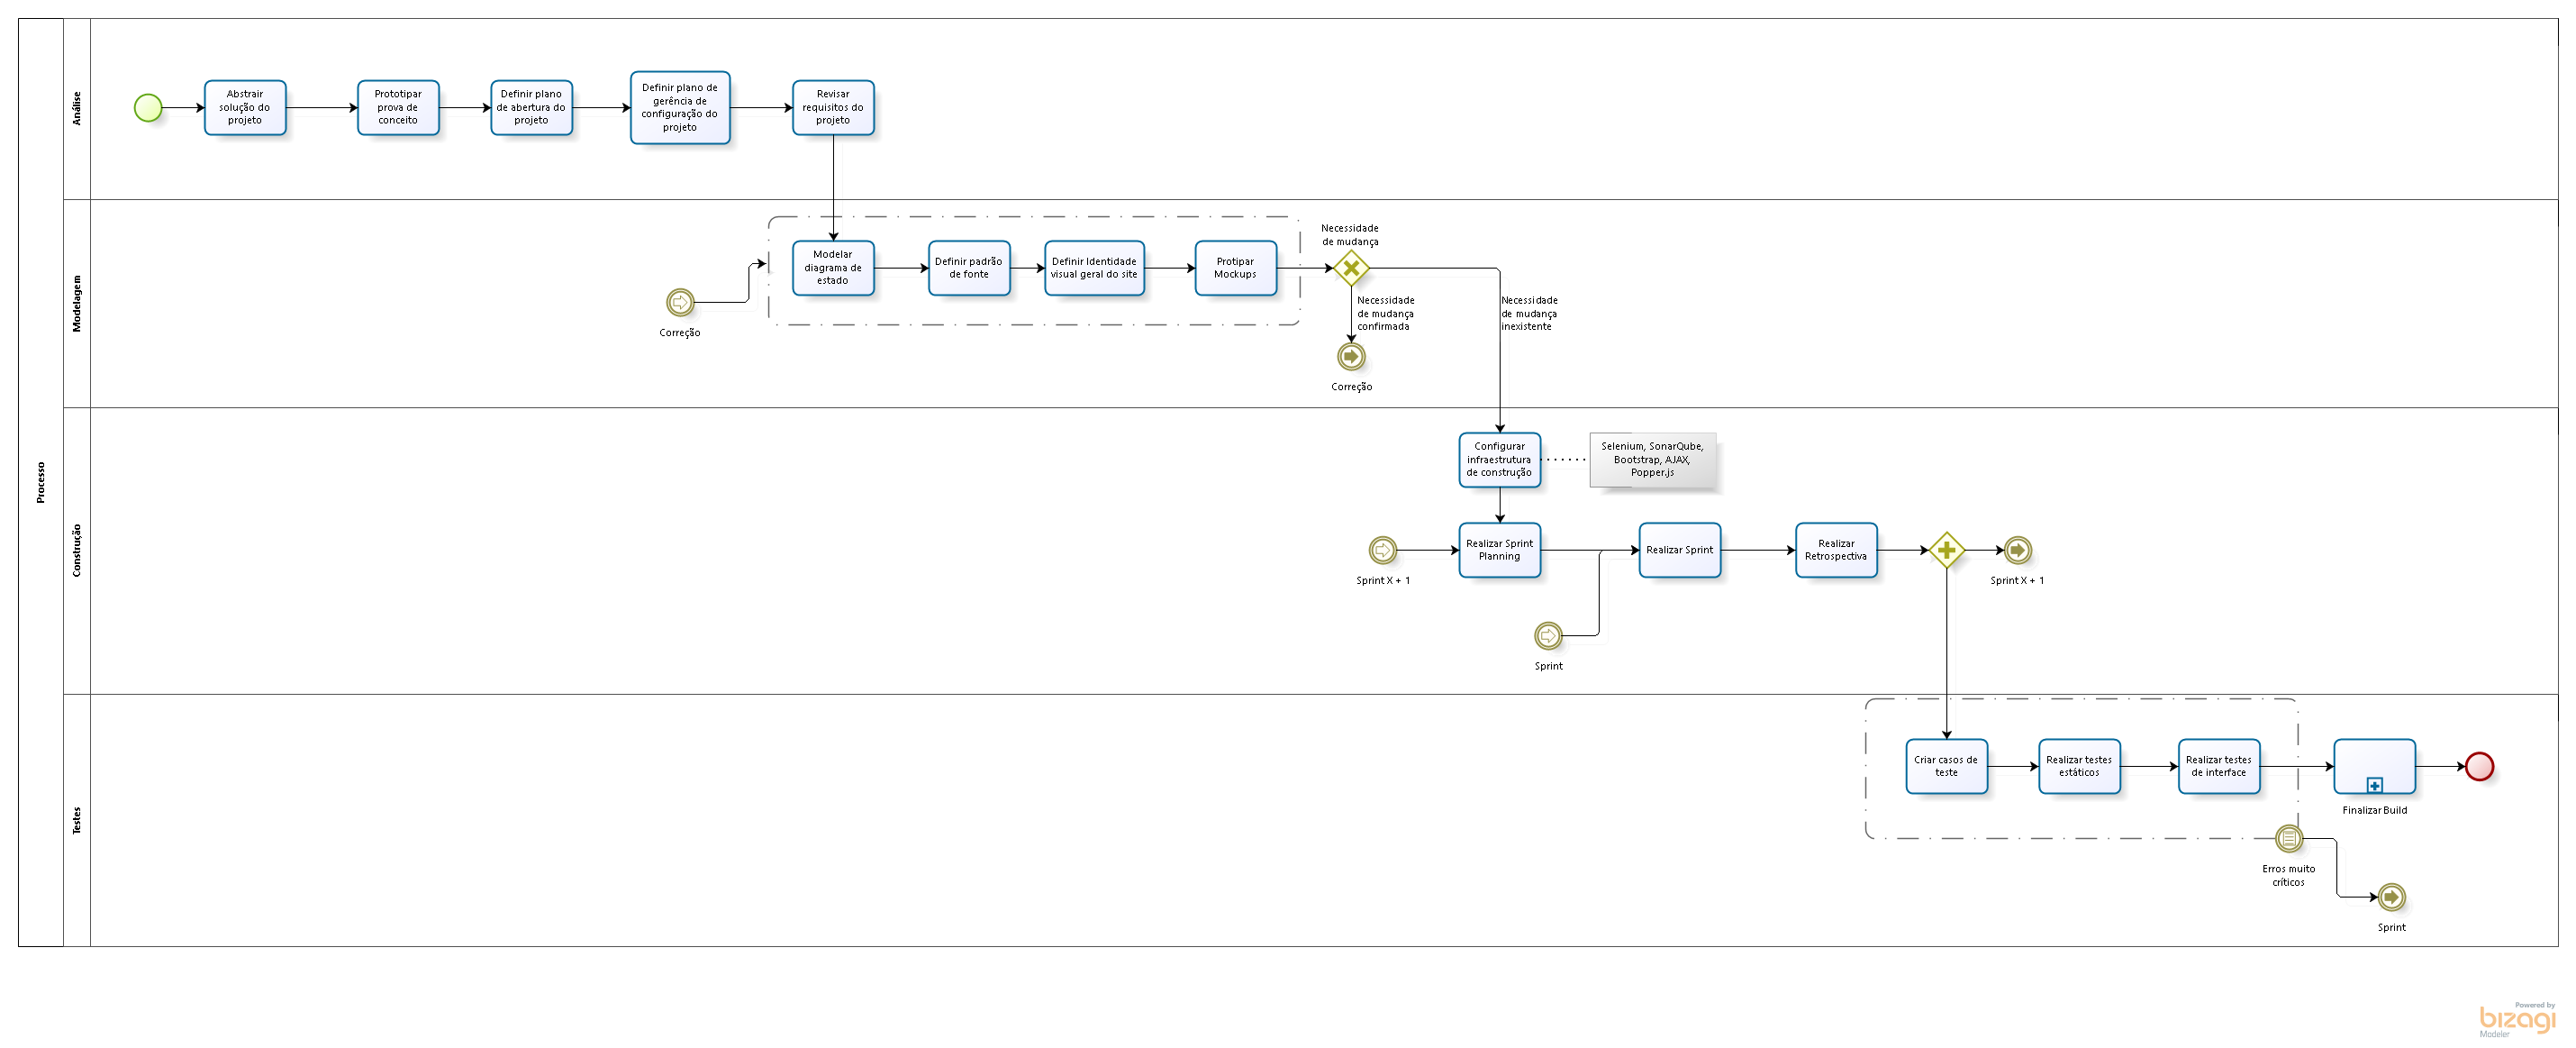 Processo
Análise
Abstrair
solução do
projeto
Prototipar
prova de
conceito
Definir plano
de abertura do
projeto
Definir plano de
gerência de
configuração do
projeto
Revisar
requisitos do
projeto
Modelagem
Correção
Modelar
diagrama de
estado
Definir padrão
de fonte
Definir Identidade
visual geral do site
Protipar
Mockups
Necessidade
de mudança
Necessidade
de mudança
confirmada
Correção
Necessidade
de mudança
inexistente
Construção
Configurar
infraestrutura
de construção
Selenium, SonarQube,
Bootstrap, AJAX,
Popper.js
Sprint X + 1
Realizar Sprint
Planning
Sprint
Realizar Sprint
Realizar
Retrospectiva
Sprint X + 1
Testes
Criar casos de
teste
Realizar testes
estáticos
Realizar testes
de interface
Finalizar Build
Erros muito
críticos
Sprint
Powered by
bizagi
Modeler